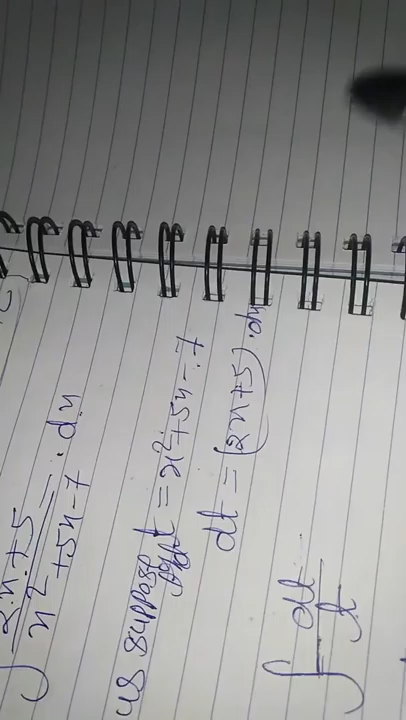 ∫ 2x+5 / x²+5x-7 . dx
us suppose t = x²+5x-7
dt = (2x+5).dx
∫ dt / t